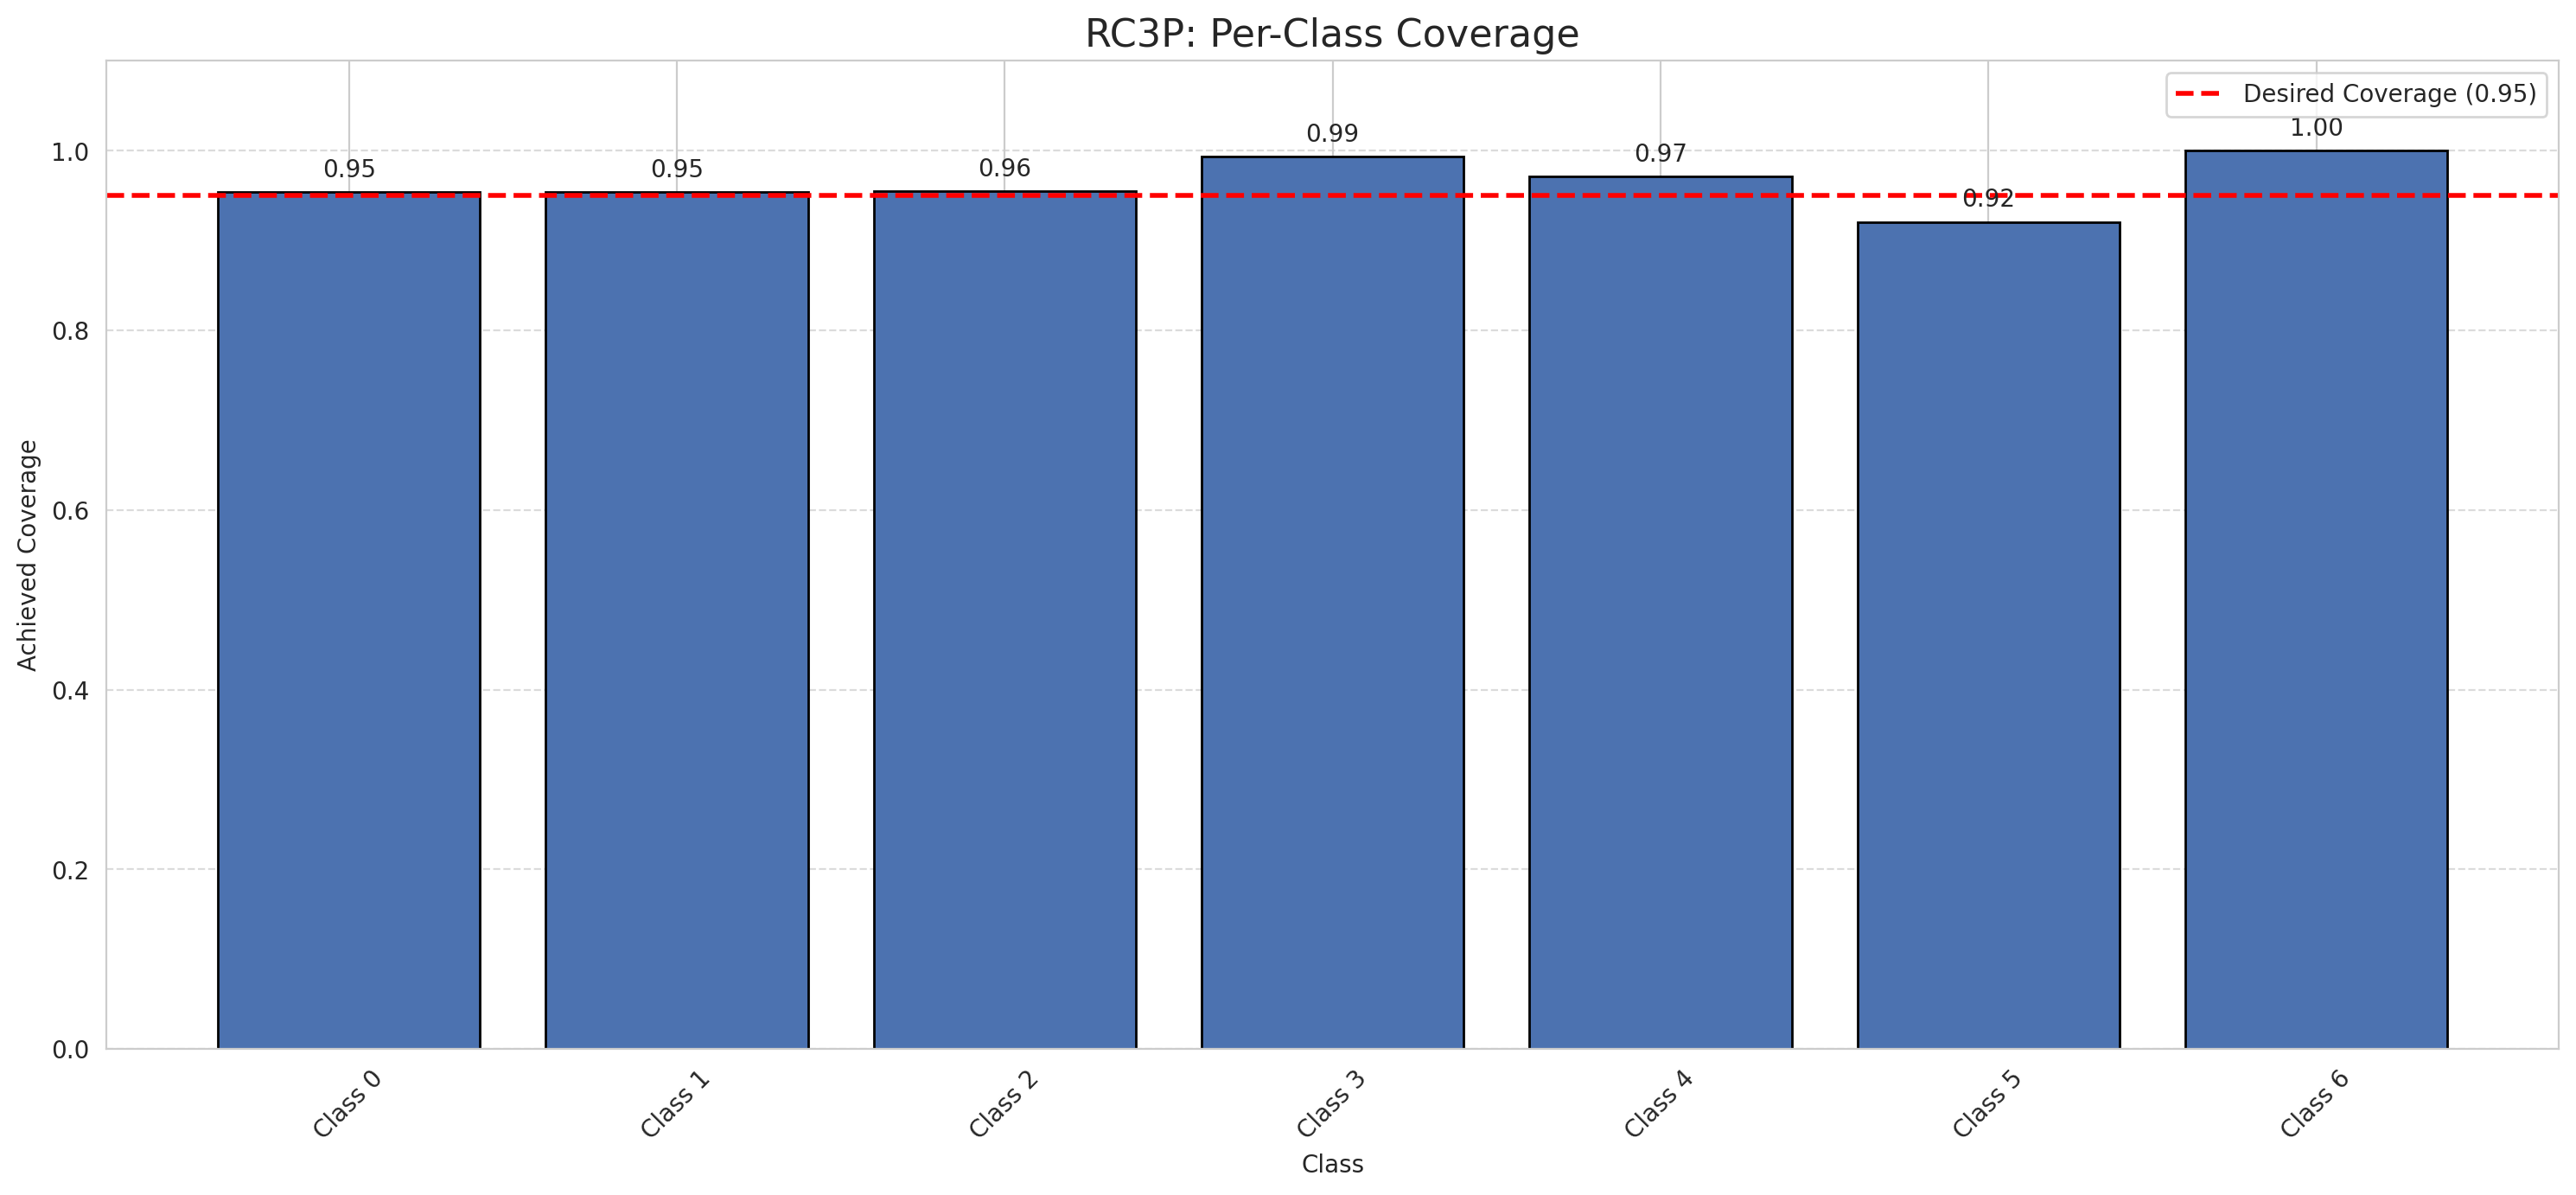 RC3P: Per-Class Coverage
Desired Coverage (0.95)
0.95
0.95
0.96
0.99
0.97
0.92
1.00
1.0
0.8
0.6
0.4
0.2
0.0
Achieved Coverage
Class 0
Class 1
Class 2
Class 3
Class 4
Class 5
Class 6
Class